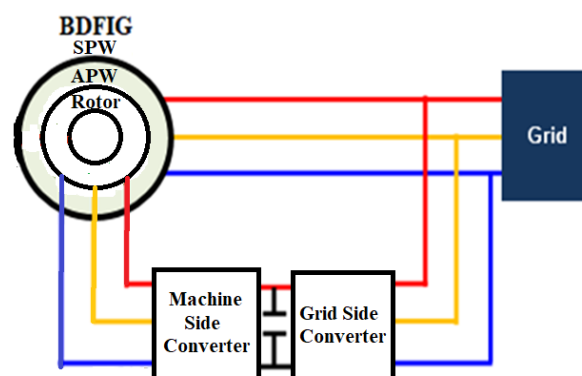 BDFIG
SPW
APW
Rotor
Grid
Machine
Side
Converter
Grid Side
Converter